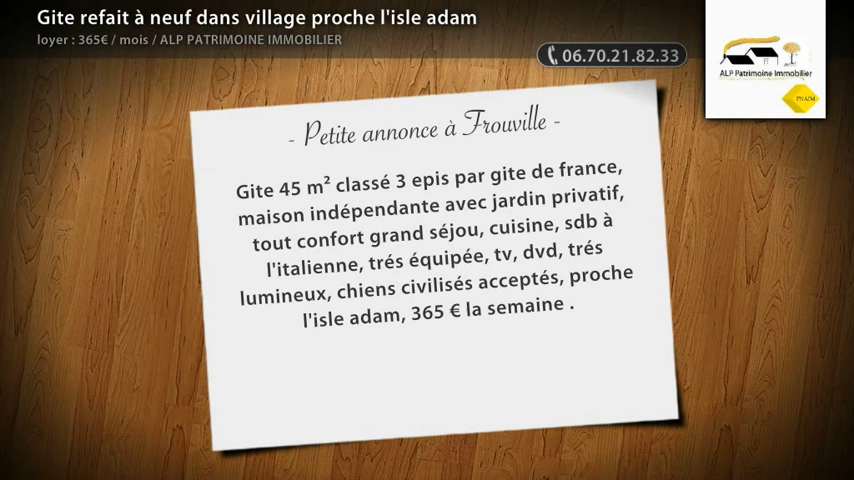 Gite refait à neuf dans village proche l'isle adam
loyer : 365€ / mois / ALP PATRIMOINE IMMOBILIER
06.70.21.82.33
ALP Patrimoine Immobilier
FNAIM
- Petite annonce à Frouville -
Gite 45 m² classé 3 epis par gite de france,
maison indépendante avec jardin privatif,
tout confort grand séjour, cuisine, sdb à
l'italienne, trés équipée, tv, dvd, trés
lumineux, chiens civilisés acceptés, proche
l'isle adam, 365 € la semaine .